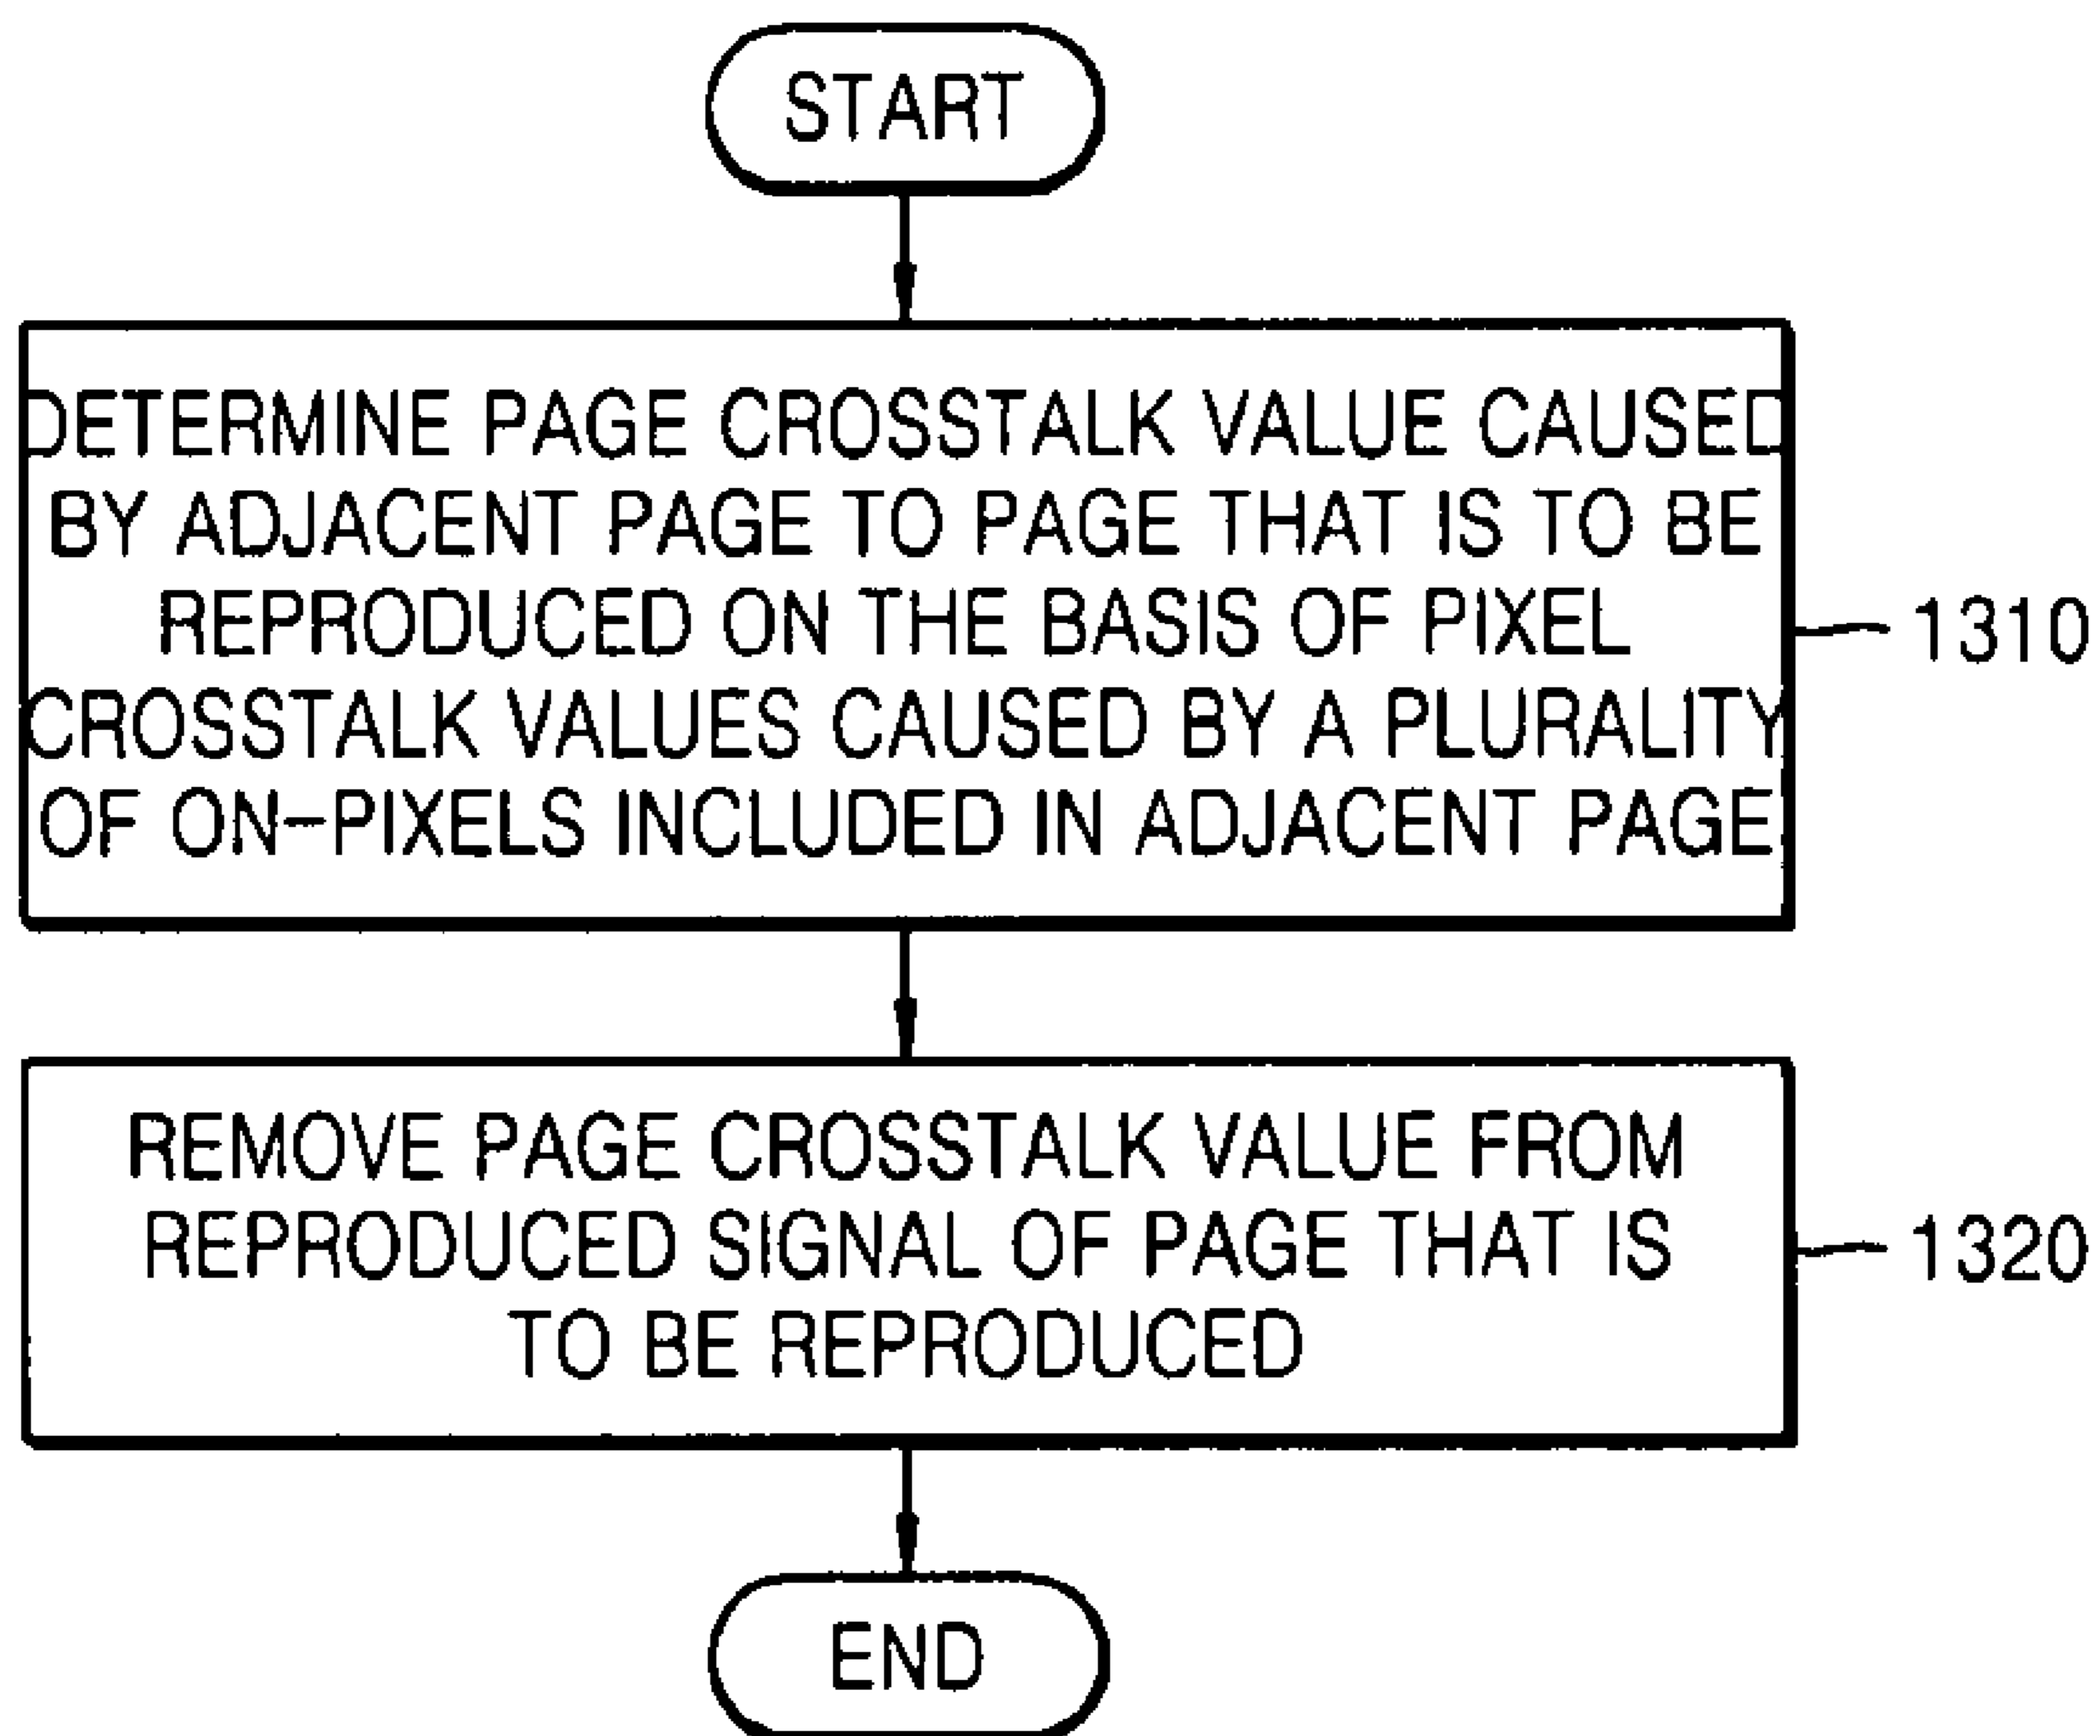 START
DETERMINE PAGE CROSSTALK VALUE CAUSED
BY ADJACENT PAGE TO PAGE THAT IS TO BE
REPRODUCED ON THE BASIS OF PIXEL
CROSSTALK VALUES CAUSED BY A PLURALITY
OF ON-PIXELS INCLUDED IN ADJACENT PAGE
1310
REMOVE PAGE CROSSTALK VALUE FROM
REPRODUCED SIGNAL OF PAGE THAT IS
TO BE REPRODUCED
1320
END